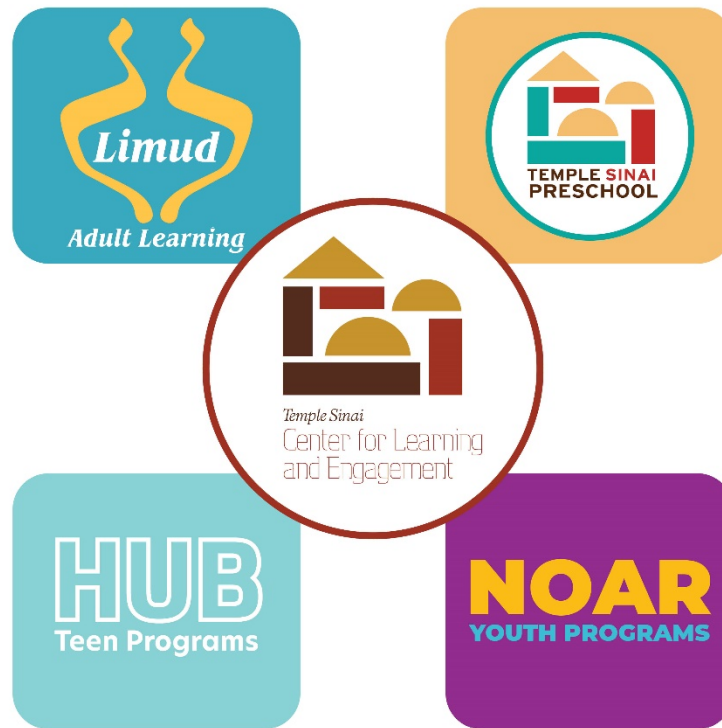 Limud
Adult Learning
TEMPLE SINAI
PRESCHOOL
Temple Sinai
Center for Learning
and Engagement
HUB
Teen Programs
NOAR
YOUTH PROGRAMS